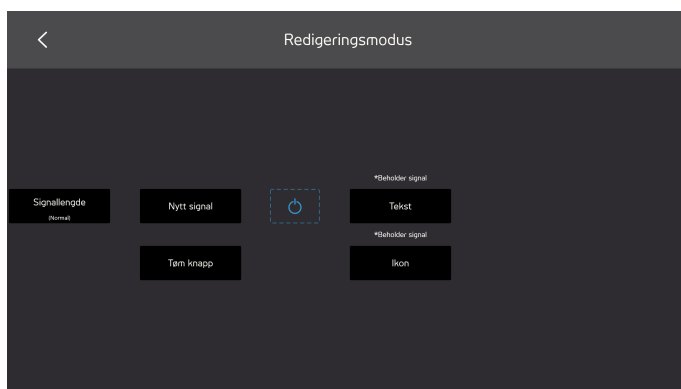 Redigeringsmodus
*Beholder signal
Signallengde
(Normal)
Nytt signal
Tekst
*Beholder signal
Tøm knapp
Ikon